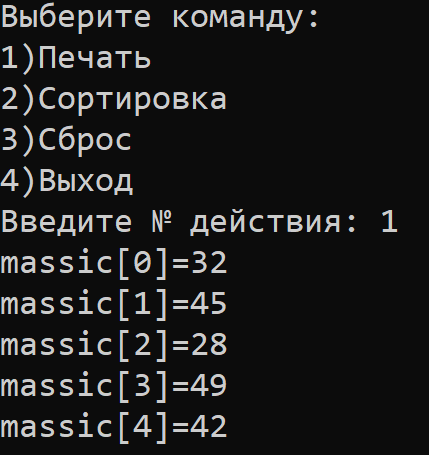 Выберите команду:
1)Печать
2)Сортировка
3)Сброс
4)Выход
Введите № действия: 1
massic[0]=32
massic[1]=45
massic[2]=28
massic[3]=49
massic[4]=42